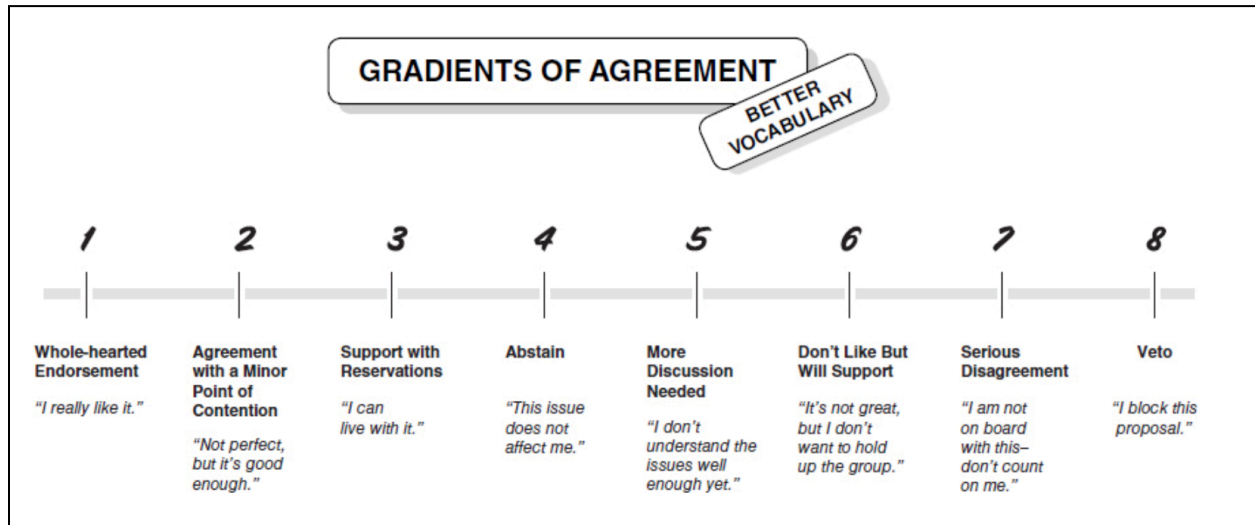 GRADIENTS OF AGREEMENT
BETTER
VOCABULARY
1
Whole-hearted
Endorsement
“I really like it.”
2
Agreement
with a Minor
Point of
Contention
“Not perfect,
but it’s good
enough.”
3
Support with
Reservations
“I can
live with it.”
4
Abstain
“This issue
does not
affect me.”
5
More
Discussion
Needed
“I don’t
understand the
issues well
enough yet.”
6
Don’t Like But
Will Support
“It’s not great,
but I don’t
want to hold
up the group.”
7
Serious
Disagreement
“I am not
on board
with this–
don’t count
on me.”
8
Veto
“I block this
proposal.”